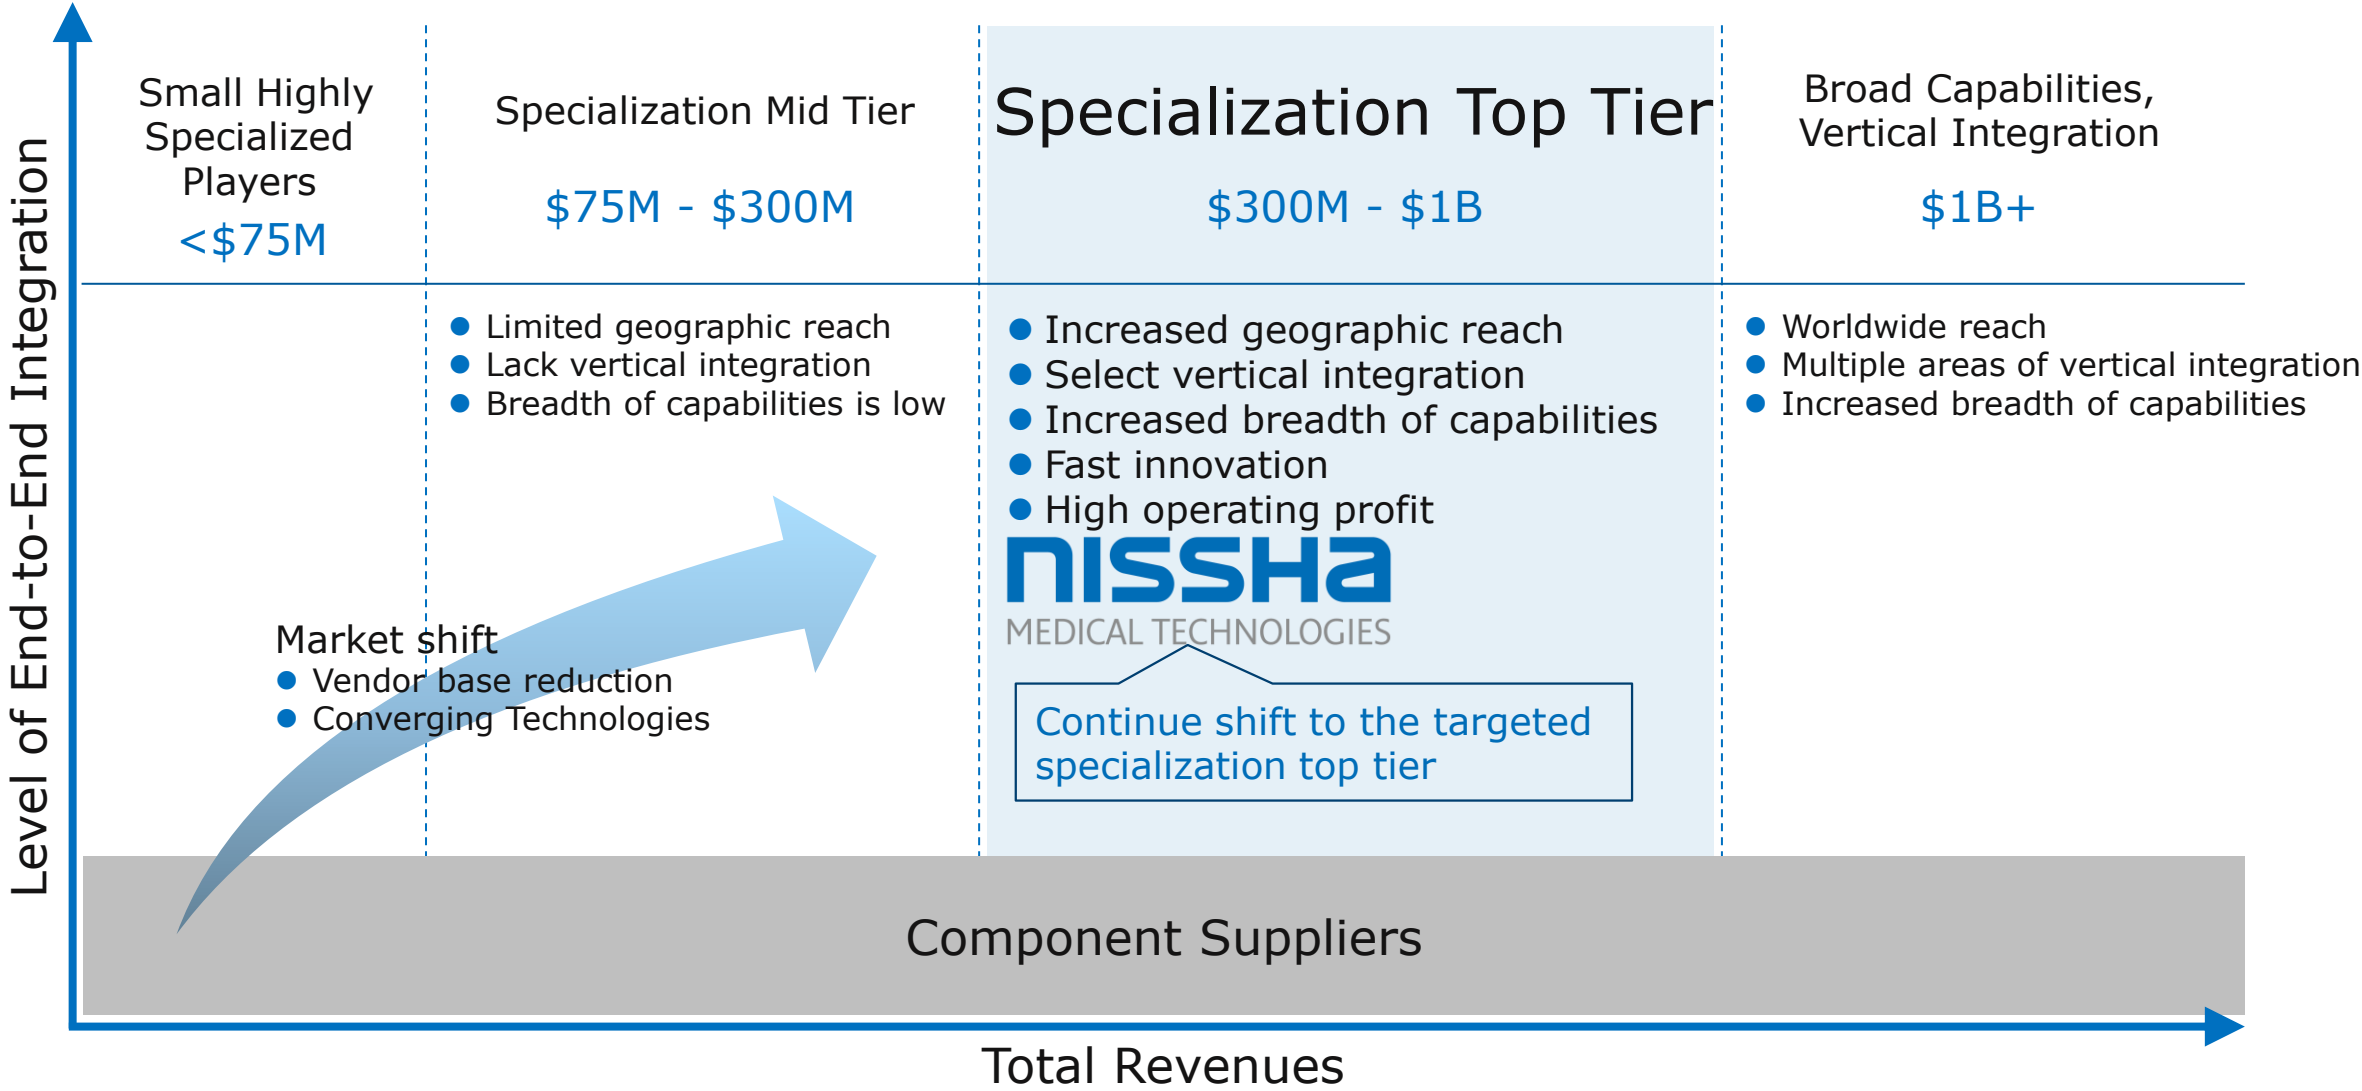 Level of End-to-End Integration
Small Highly
Specialized
Players
<$75M
Specialization Mid Tier
$75M - $300M
Specialization Top Tier
$300M - $1B
Broad Capabilities,
Vertical Integration
$1B+
Limited geographic reach
Lack vertical integration
Breadth of capabilities is low
Increased geographic reach
Select vertical integration
Increased breadth of capabilities
Fast innovation
High operating profit
NISSHA
MEDICAL TECHNOLOGIES
Continue shift to the targeted
specialization top tier
Worldwide reach
Multiple areas of vertical integration
Increased breadth of capabilities
Market shift
Vendor base reduction
Converging Technologies
Component Suppliers
Total Revenues